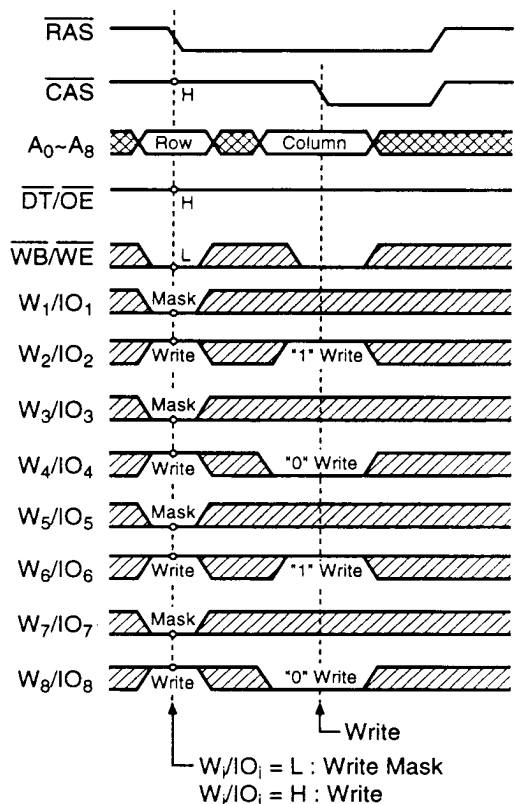 RAS
CAS
H
A0~A8
Row
Column
DT/OE
H
WB/WE
L
W1/IO1
Mask
W2/IO2
Write
"1" Write
W3/IO3
Mask
W4/IO4
Write
"0" Write
W5/IO5
Mask
W6/IO6
Write
"1" Write
W7/IO7
Mask
W8/IO8
Write
"0" Write
Write
Wi/IOi = L : Write Mask
Wi/IOi = H : Write